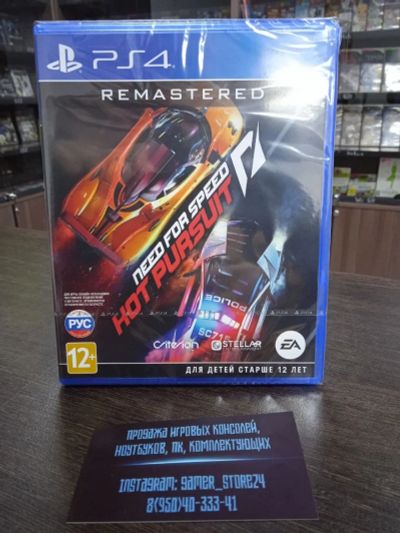 PS4
REMASTERED
NEED FOR SPEED
HOT PURSUIT
POLICE
РУС
12+
Criterion
STELLAR
EA
ДЛЯ ДЕТЕЙ СТАРШЕ 12 ЛЕТ
ПРОДАЖА ИГРОВЫХ КОНСОЛЕЙ,
НОУТБУКОВ, ПК, КОМПЛЕКТУЮЩИХ
INSTAGRAM: GAMER_STORE24
8(950)40-333-41